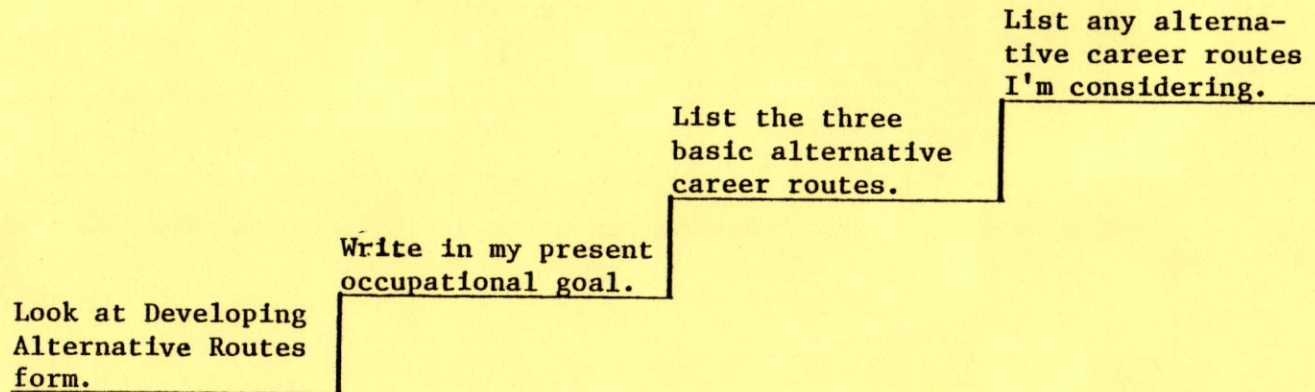 List any alterna-
tive career routes
I'm considering.
List the three
basic alternative
career routes.
Write in my present
occupational goal.
Look at Developing
Alternative Routes
form.